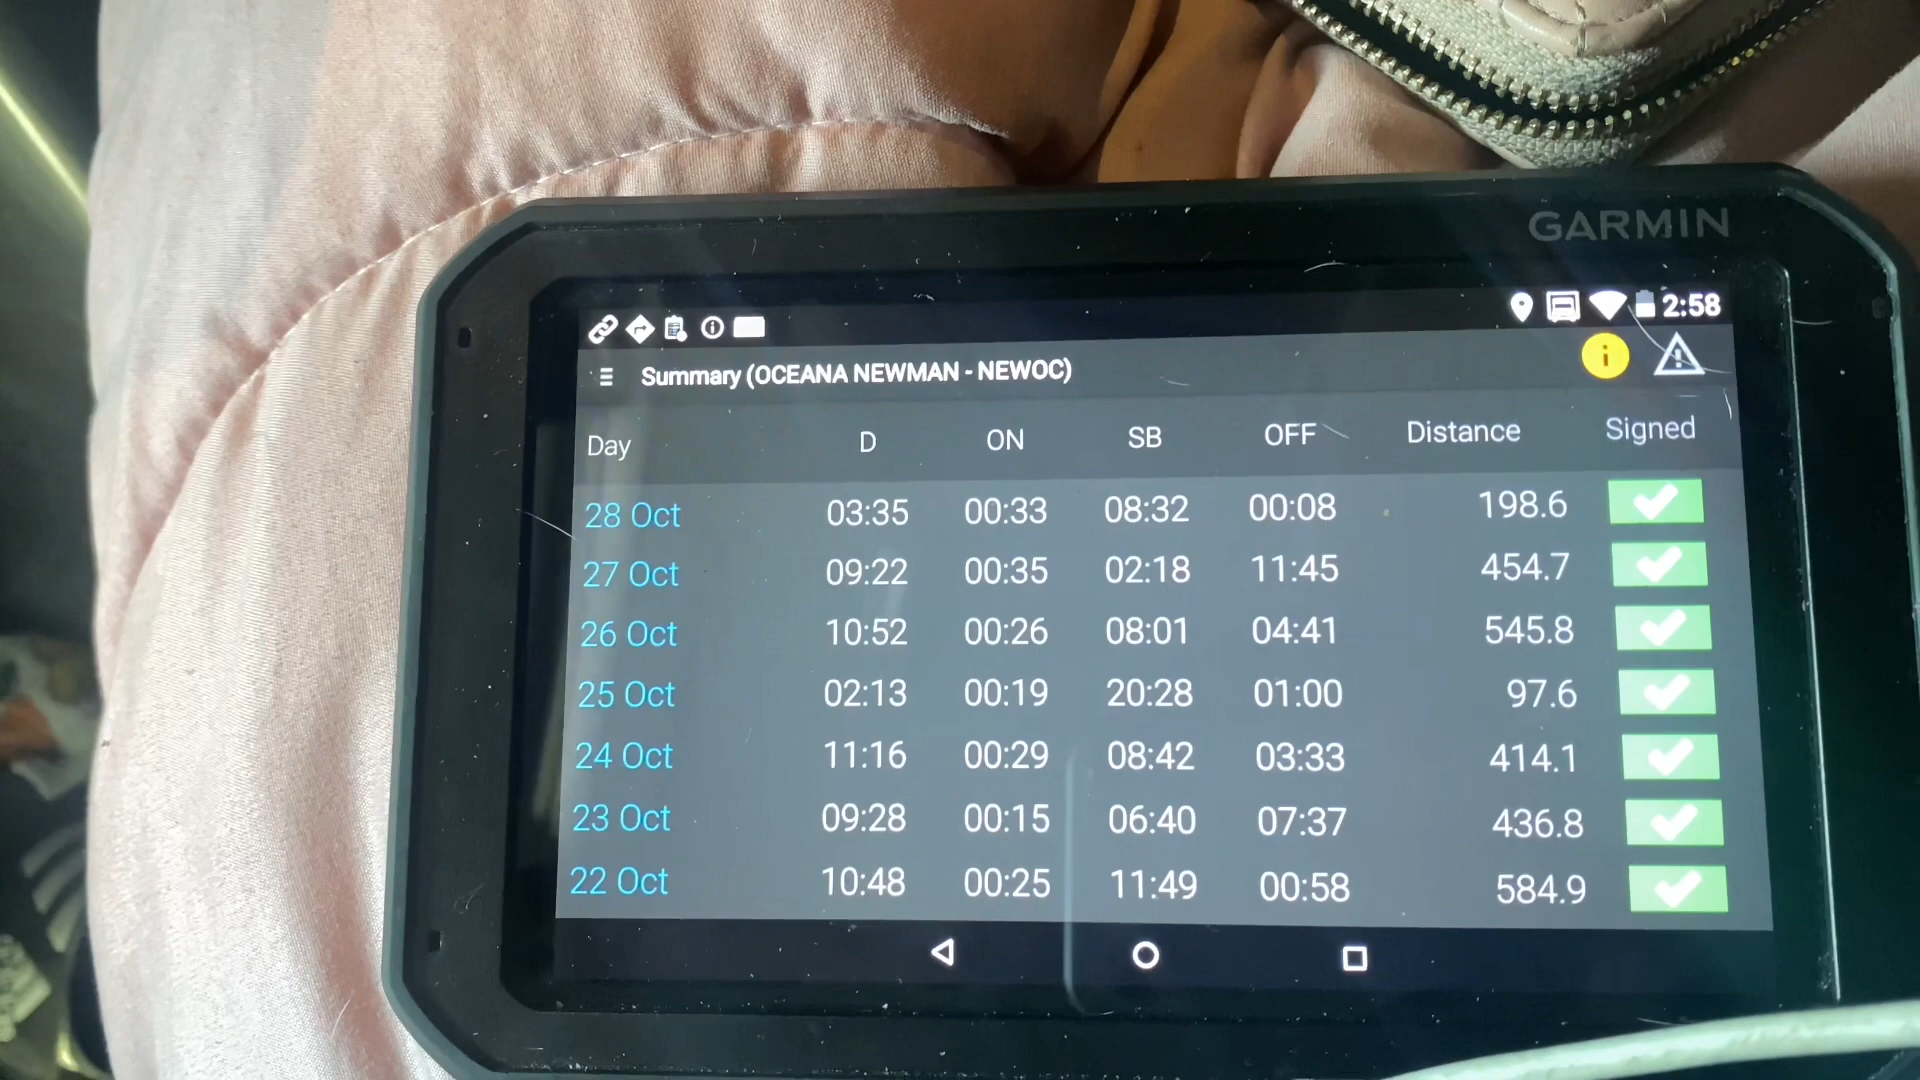 GARMIN
2:58
Summary (OCEANA NEWMAN - NEWOC)
Day D ON SB OFF Distance Signed
28 Oct 03:35 00:33 08:32 00:08 198.6
27 Oct 09:22 00:35 02:18 11:45 454.7
26 Oct 10:52 00:26 08:01 04:41 545.8
25 Oct 02:13 00:19 20:28 01:00 97.6
24 Oct 11:16 00:29 08:42 03:33 414.1
23 Oct 09:28 00:15 06:40 07:37 436.8
22 Oct 10:48 00:25 11:49 00:58 584.9